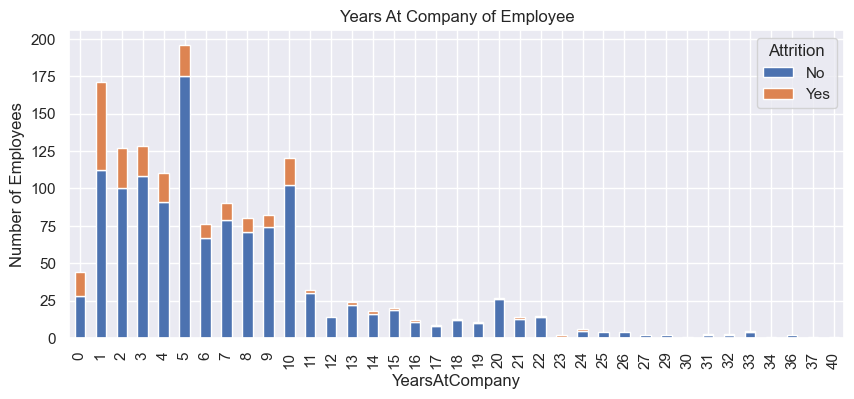 Years At Company of Employee
Number of Employees
200
175
150
125
100
75
50
25
0
Attrition
No
Yes
0 1 2 3 4 5 6 7 8 9 10 11 12 13 14 15 16 17 18 19 20 21 22 23 24 25 26 27 29 30 31 32 33 34 36 37 40
YearsAtCompany